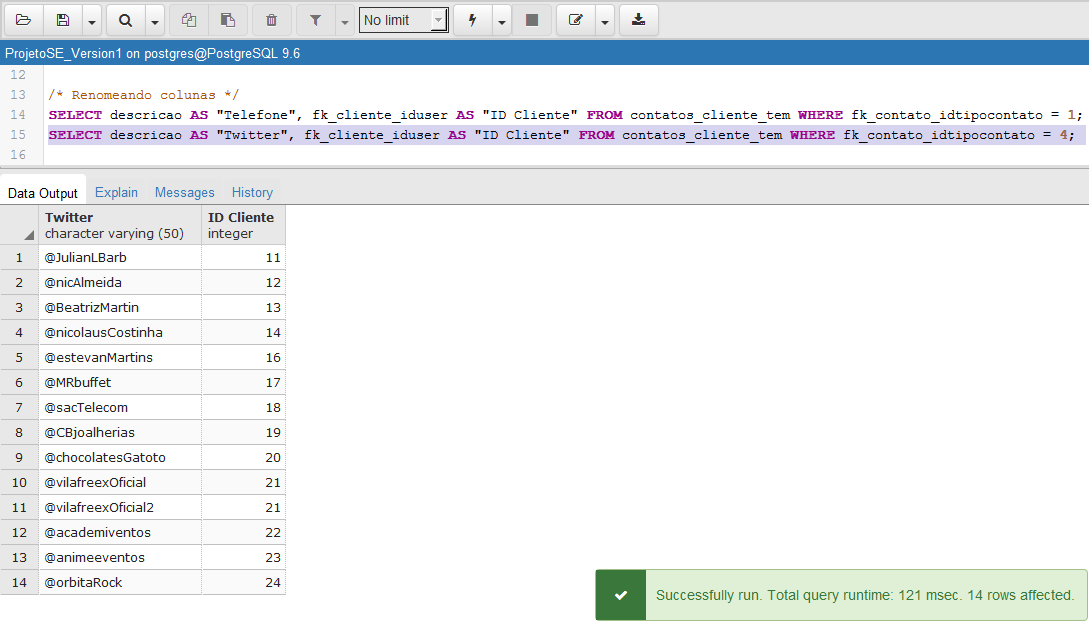 No limit
ProjetoSE_Version1 on postgres@PostgreSQL 9.6
12
13 /* Renomeando colunas */
14 SELECT descricao AS "Telefone", fk_cliente_iduser AS "ID Cliente" FROM contatos_cliente_tem WHERE fk_contato_idtipocontato = 1;
15 SELECT descricao AS "Twitter", fk_cliente_iduser AS "ID Cliente" FROM contatos_cliente_tem WHERE fk_contato_idtipocontato = 4;
16
Data Output Explain Messages History
Twitter ID Cliente
character varying (50) integer
1 @JulianLBarb 11
2 @nicAlmeida 12
3 @BeatrizMartin 13
4 @nicolausCostinha 14
5 @estevanMartins 16
6 @MRbuffet 17
7 @sacTelecom 18
8 @CBjoalherias 19
9 @chocolatesGatoto 20
10 @vilafreexOficial 21
11 @vilafreexOficial2 21
12 @academiventos 22
13 @animeeventos 23
14 @orbitaRock 24
Successfully run. Total query runtime: 121 msec. 14 rows affected.